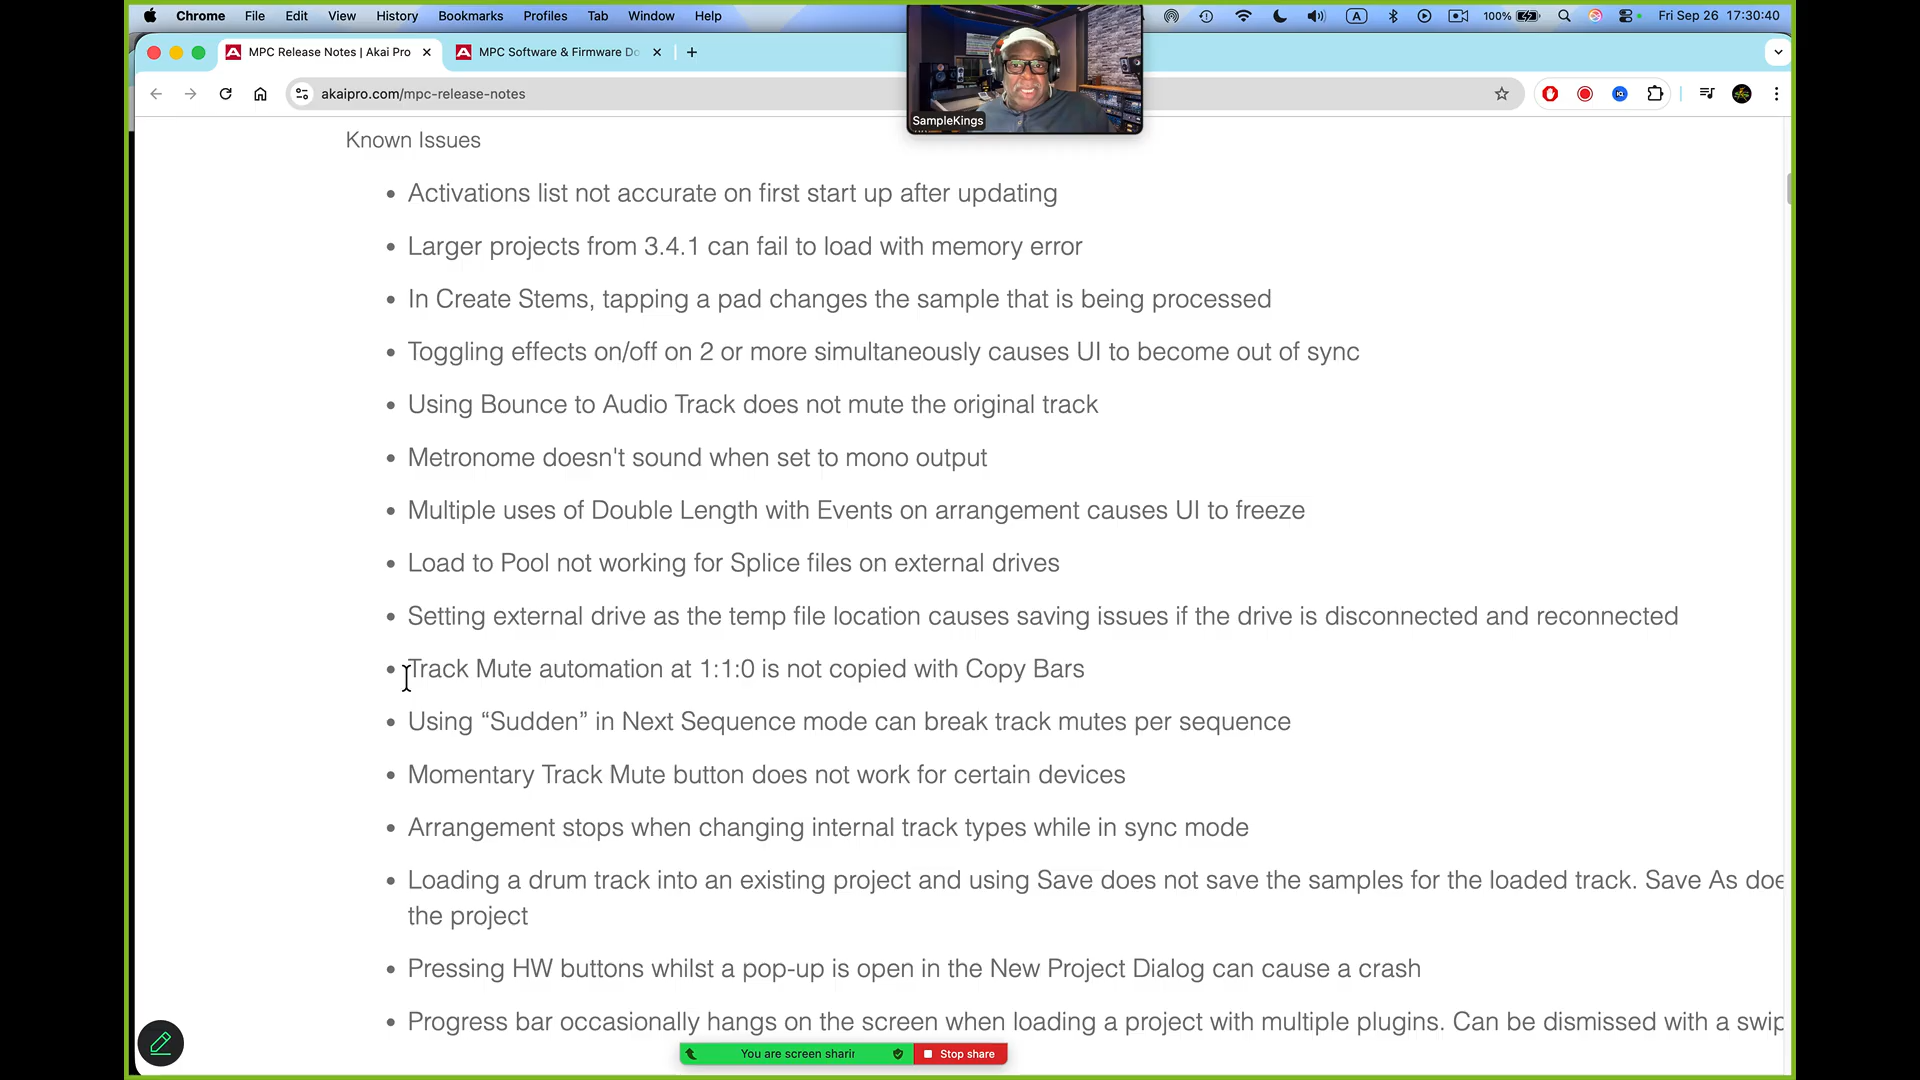 Chrome File Edit View History Bookmarks Profiles Tab Window Help 100% Fri Sep 26 17:30:40
MPC Release Notes | Akai Pro MPC Software & Firmware Do
akaipro.com/mpc-release-notes
SampleKings
Known Issues
• Activations list not accurate on first start up after updating
• Larger projects from 3.4.1 can fail to load with memory error
• In Create Stems, tapping a pad changes the sample that is being processed
• Toggling effects on/off on 2 or more simultaneously causes UI to become out of sync
• Using Bounce to Audio Track does not mute the original track
• Metronome doesn't sound when set to mono output
• Multiple uses of Double Length with Events on arrangement causes UI to freeze
• Load to Pool not working for Splice files on external drives
• Setting external drive as the temp file location causes saving issues if the drive is disconnected and reconnected
• Track Mute automation at 1:1:0 is not copied with Copy Bars
• Using “Sudden” in Next Sequence mode can break track mutes per sequence
• Momentary Track Mute button does not work for certain devices
• Arrangement stops when changing internal track types while in sync mode
• Loading a drum track into an existing project and using Save does not save the samples for the loaded track. Save As doe
the project
• Pressing HW buttons whilst a pop-up is open in the New Project Dialog can cause a crash
• Progress bar occasionally hangs on the screen when loading a project with multiple plugins. Can be dismissed with a swip
You are screen sharin Stop share